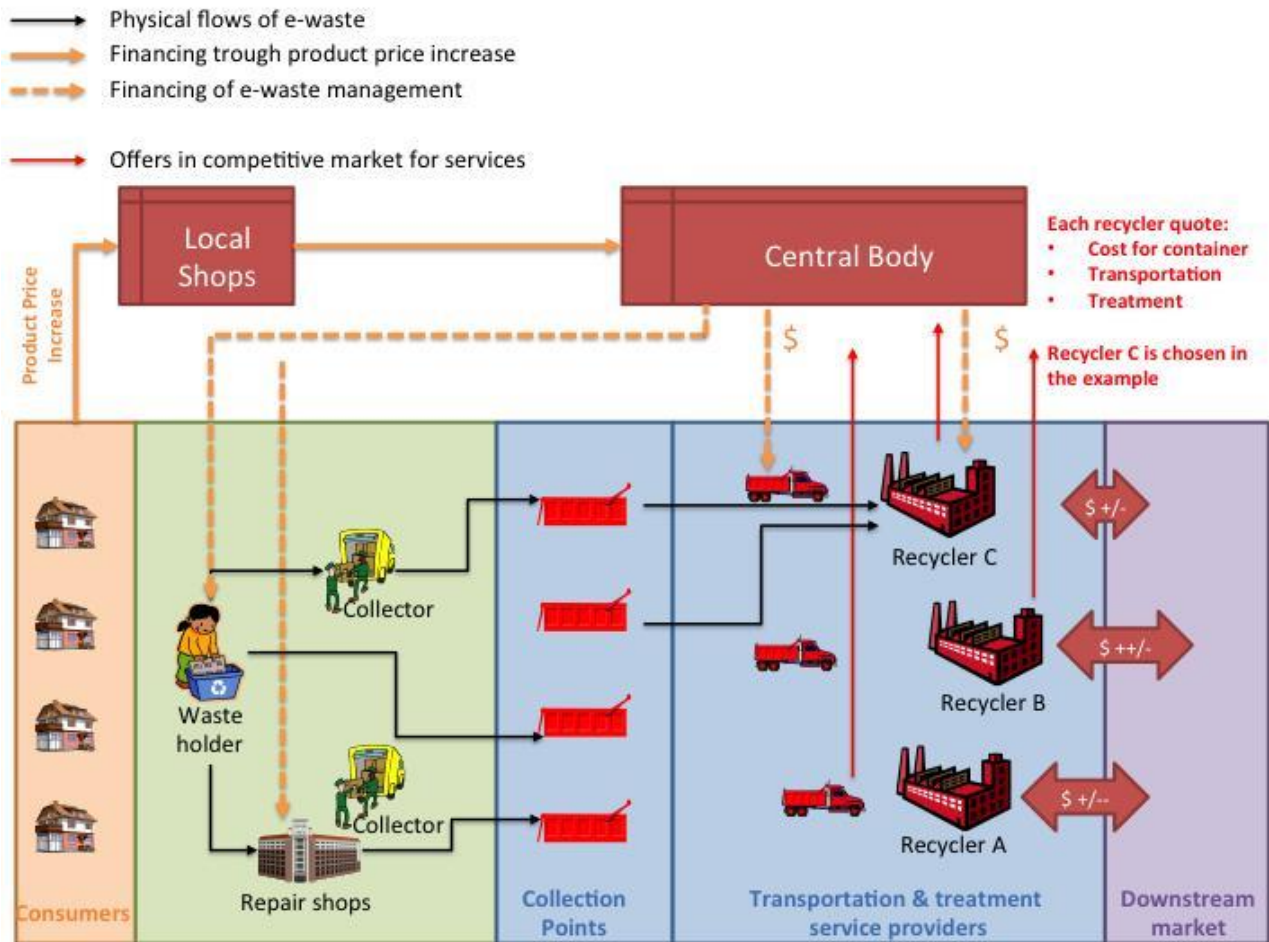 Physical flows of e-waste
Financing trough product price increase
Financing of e-waste management
Offers in competitive market for services
Local
Shops
Central Body
Each recycler quote:
• Cost for container
• Transportation
• Treatment
Product Price
Increase
$
$
Recycler C is chosen in
the example
Collector
Recycler C
$ +/-
Waste
holder
Recycler B
$ ++/-
Collector
Repair shops
Recycler A
$ +/--
Consumers
Collection
Points
Transportation & treatment
service providers
Downstream
market